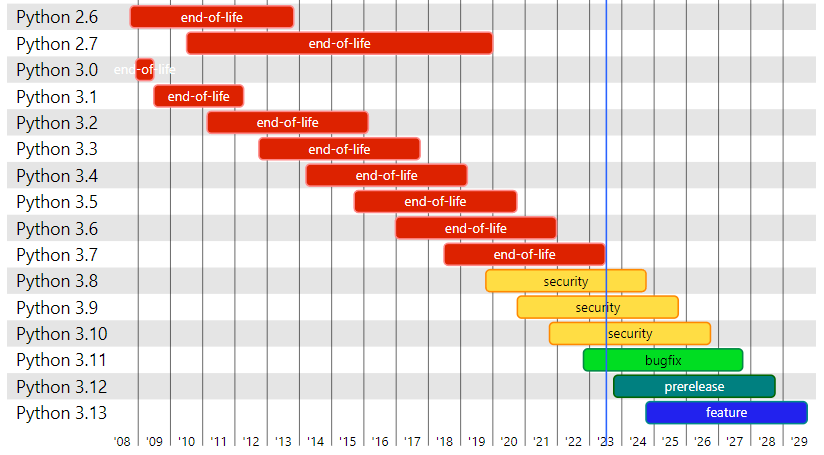 Python 2.6 end-of-life
Python 2.7 end-of-life
Python 3.0 end-of-life
Python 3.1 end-of-life
Python 3.2 end-of-life
Python 3.3 end-of-life
Python 3.4 end-of-life
Python 3.5 end-of-life
Python 3.6 end-of-life
Python 3.7 end-of-life
Python 3.8 security
Python 3.9 security
Python 3.10 security
Python 3.11 bugfix
Python 3.12 prerelease
Python 3.13 feature
'08 '09 '10 '11 '12 '13 '14 '15 '16 '17 '18 '19 '20 '21 '22 '23 '24 '25 '26 '27 '28 '29